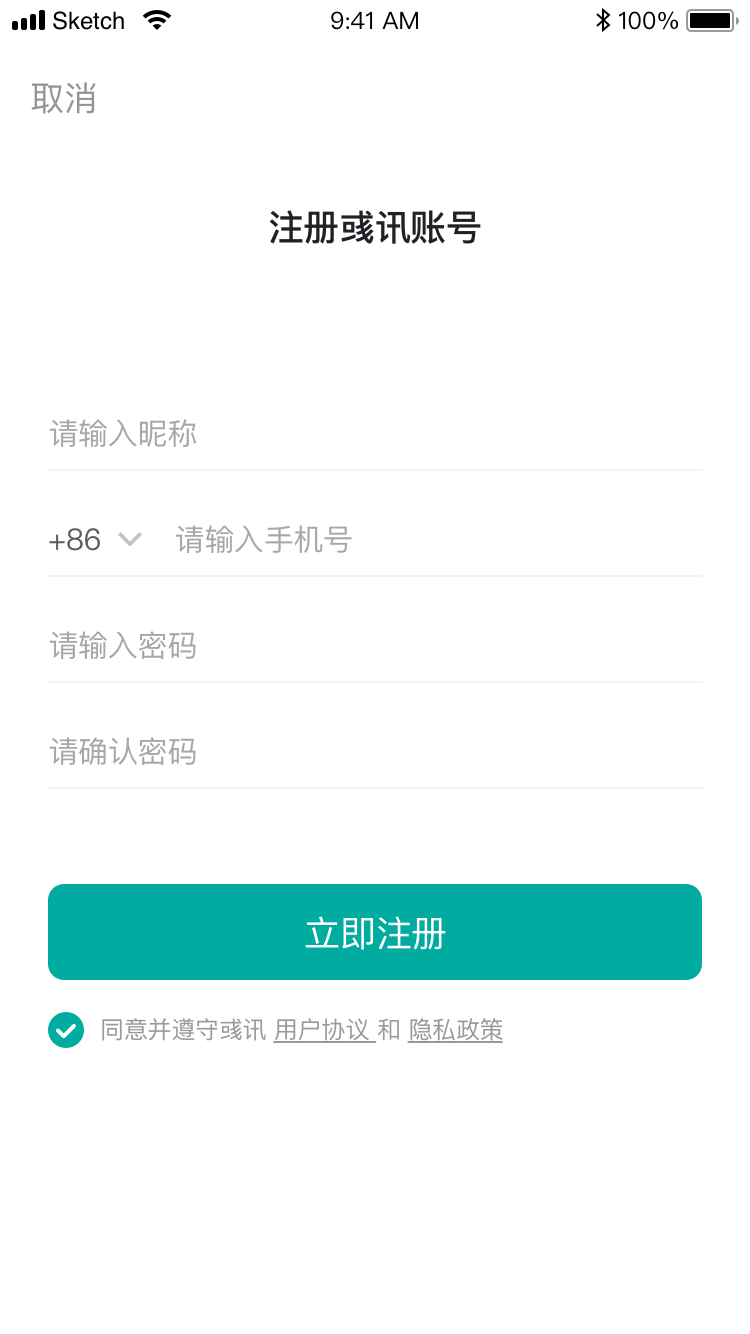 Sketch 9:41 AM 100%
取消
注册彧讯账号
请输入昵称
+86 请输入手机号
请输入密码
请确认密码
立即注册
同意并遵守彧讯 用户协议 和 隐私政策